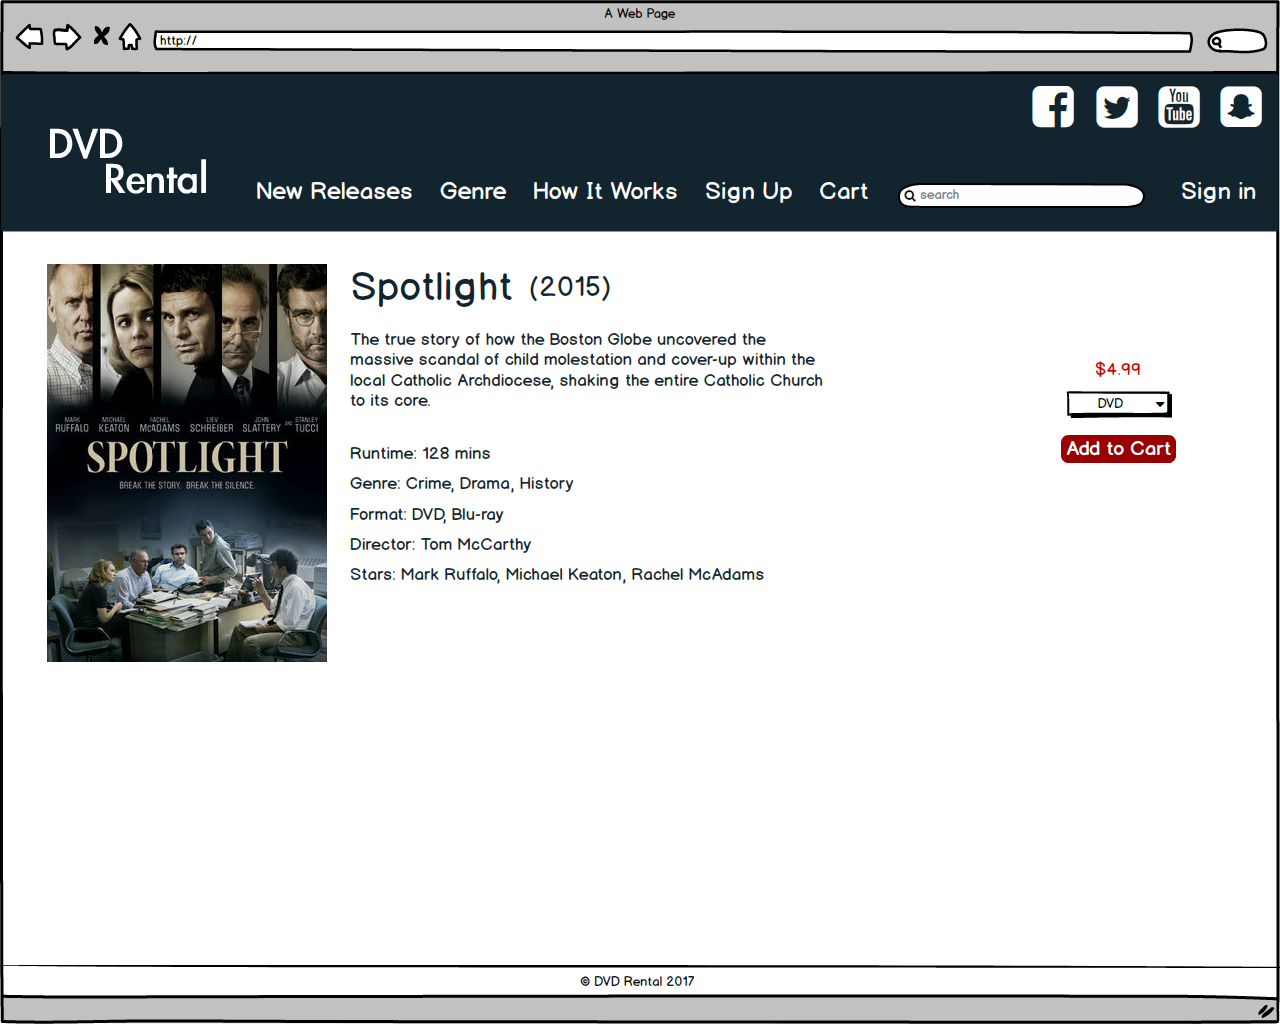 A Web Page
http://
You
Tube
DVD
Rental
New Releases Genre How It Works Sign Up Cart search Sign in
Spotlight (2015)
The true story of how the Boston Globe uncovered the
massive scandal of child molestation and cover-up within the
local Catholic Archdiocese, shaking the entire Catholic Church
to its core.
$4.99
DVD
Add to Cart
Runtime: 128 mins
Genre: Crime, Drama, History
Format: DVD, Blu-ray
Director: Tom McCarthy
Stars: Mark Ruffalo, Michael Keaton, Rachel McAdams
MARK RUFFALO MICHAEL KEATON RACHEL McADAMS LIEV SCHREIBER JOHN SLATTERY AND STANLEY TUCCI
SPOTLIGHT
BREAK THE STORY. BREAK THE SILENCE.
© DVD Rental 2017